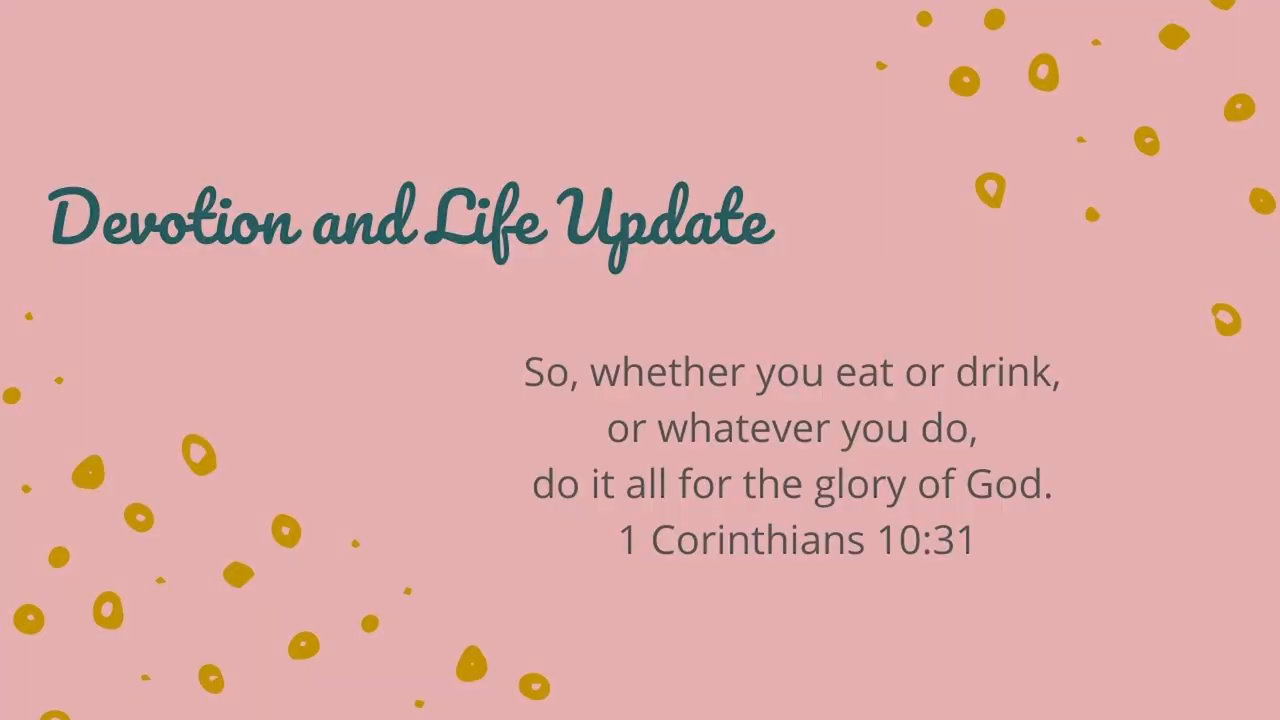 Devotion and Life Update
So, whether you eat or drink,
or whatever you do,
do it all for the glory of God.
1 Corinthians 10:31